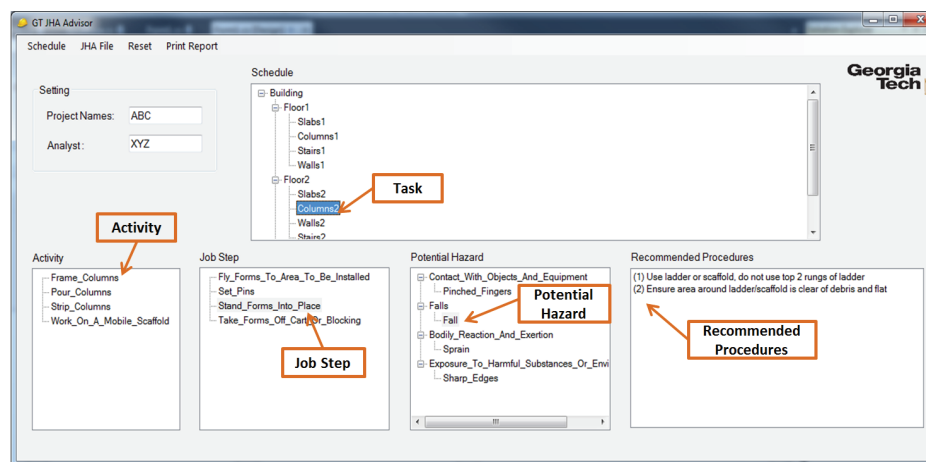 GT JHA Advisor
Schedule JHA File Reset Print Report
Georgia
Tech
Setting
Project Names: ABC
Analyst: XYZ
Schedule
Building
Floor1
Slabs1
Columns1
Stairs1
Walls1
Floor2
Slabs2
Columns2
Walls2
Stairs2
Task
Activity
Activity
Frame_Columns
Pour_Columns
Strip_Columns
Work_On_A_Mobile_Scaffold
Job Step
Fly_Forms_To_Area_To_Be_Installed
Set_Pins
Stand_Forms_Into_Place
Take_Forms_Off_Cart_Or_Blocking
Job Step
Potential Hazard
Contact_With_Objects_And_Equipment
Pinched_Fingers
Falls
Fall
Bodily_Reaction_And_Exertion
Sprain
Exposure_To_Harmful_Substances_Or_Envi
Sharp_Edges
Potential
Hazard
Recommended Procedures
(1) Use ladder or scaffold, do not use top 2 rungs of ladder
(2) Ensure area around ladder/scaffold is clear of debris and flat
Recommended
Procedures